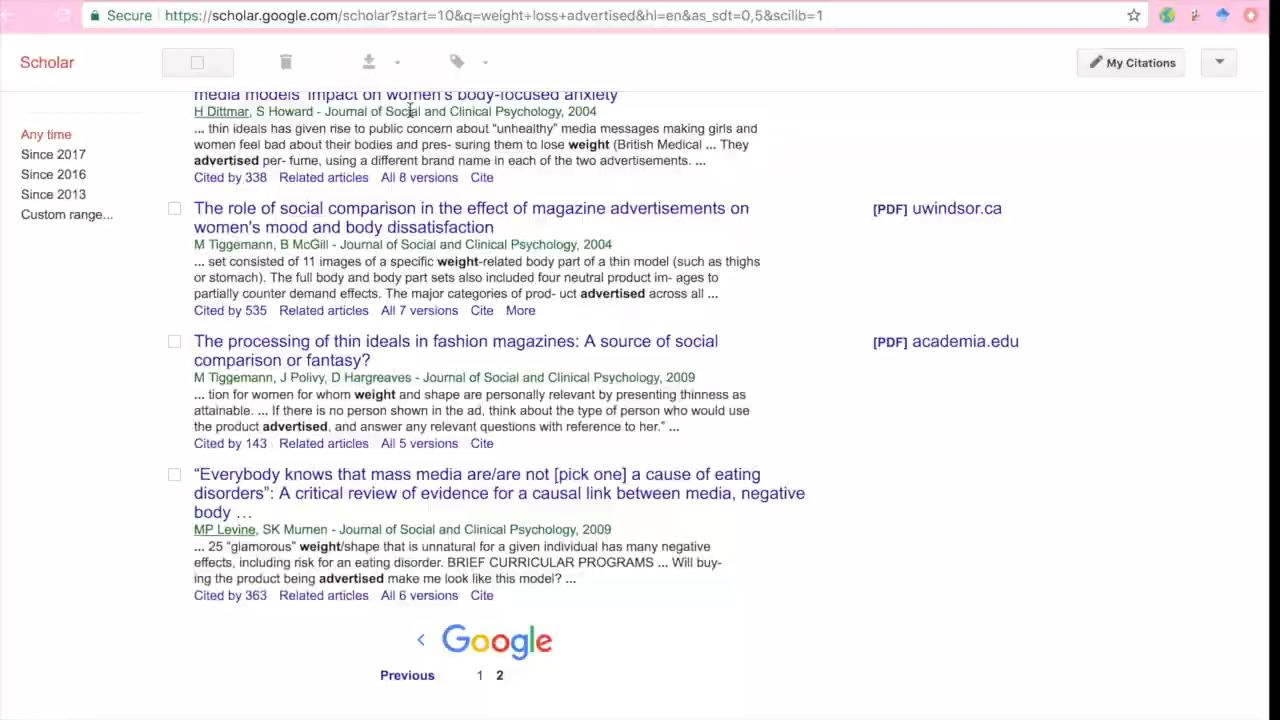 Secure https://scholar.google.com/scholar?start=10&q=weight+loss+advertised&hl=en&as_sdt=0,5&scilib=1
Scholar
My Citations
media models' impact on women's body-focused anxiety
H Dittmar, S Howard - Journal of Social and Clinical Psychology, 2004
... thin ideals has given rise to public concern about "unhealthy" media messages making girls and
women feel bad about their bodies and pres- suring them to lose weight (British Medical ... They
advertised per- fume, using a different brand name in each of the two advertisements. ...
Cited by 338 Related articles All 8 versions Cite
Any time
Since 2017
Since 2016
Since 2013
Custom range...
The role of social comparison in the effect of magazine advertisements on
women's mood and body dissatisfaction
M Tiggemann, B McGill - Journal of Social and Clinical Psychology, 2004
... set consisted of 11 images of a specific weight-related body part of a thin model (such as thighs
or stomach). The full body and body part sets also included four neutral product im- ages to
partially counter demand effects. The major categories of prod- uct advertised across all ...
Cited by 535 Related articles All 7 versions Cite More
[PDF] uwindsor.ca
The processing of thin ideals in fashion magazines: A source of social
comparison or fantasy?
M Tiggemann, J Polivy, D Hargreaves - Journal of Social and Clinical Psychology, 2009
... tion for women for whom weight and shape are personally relevant by presenting thinness as
attainable. ... If there is no person shown in the ad, think about the type of person who would use
the product advertised, and answer any relevant questions with reference to her." ...
Cited by 143 Related articles All 5 versions Cite
[PDF] academia.edu
"Everybody knows that mass media are/are not [pick one] a cause of eating
disorders": A critical review of evidence for a causal link between media, negative
body …
MP Levine, SK Murnen - Journal of Social and Clinical Psychology, 2009
... 25 "glamorous" weight/shape that is unnatural for a given individual has many negative
effects, including risk for an eating disorder. BRIEF CURRICULAR PROGRAMS ... Will buy-
ing the product being advertised make me look like this model? ...
Cited by 363 Related articles All 6 versions Cite
Google
Previous 1 2